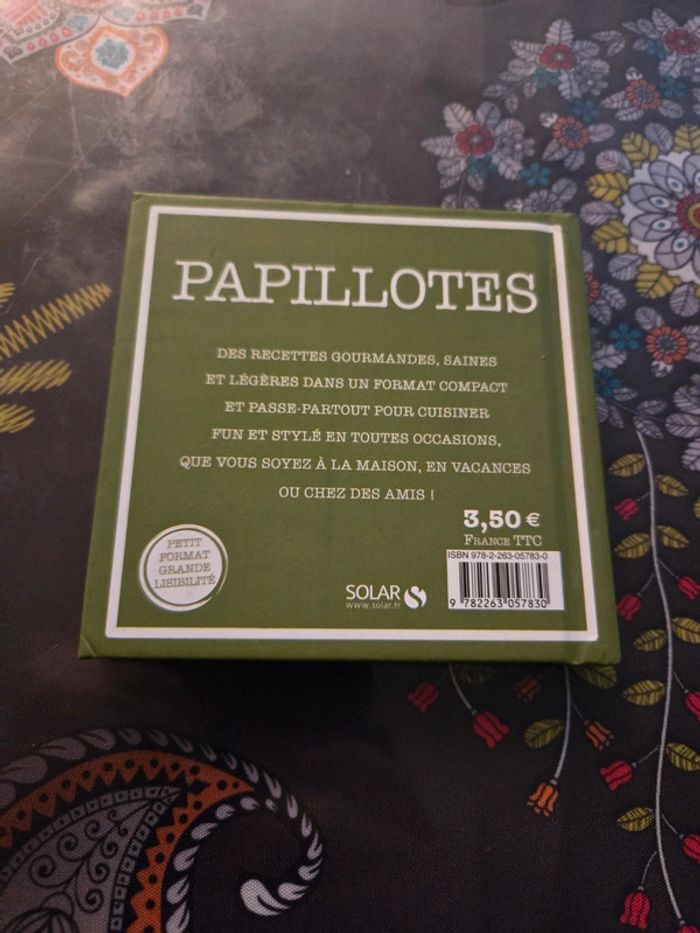 PAPILLOTES
DES RECETTES GOURMANDES, SAINES
ET LÉGÈRES DANS UN FORMAT COMPACT
ET PASSE-PARTOUT POUR CUISINER
FUN ET STYLÉ EN TOUTES OCCASIONS,
QUE VOUS SOYEZ À LA MAISON, EN VACANCES
OU CHEZ DES AMIS !
3,50 €
FRANCE TTC
PETIT
FORMAT
GRANDE
LISIBILITÉ
SOLAR
www.solar.fr
ISBN 978-2-263-05783-0
9 782263 057830